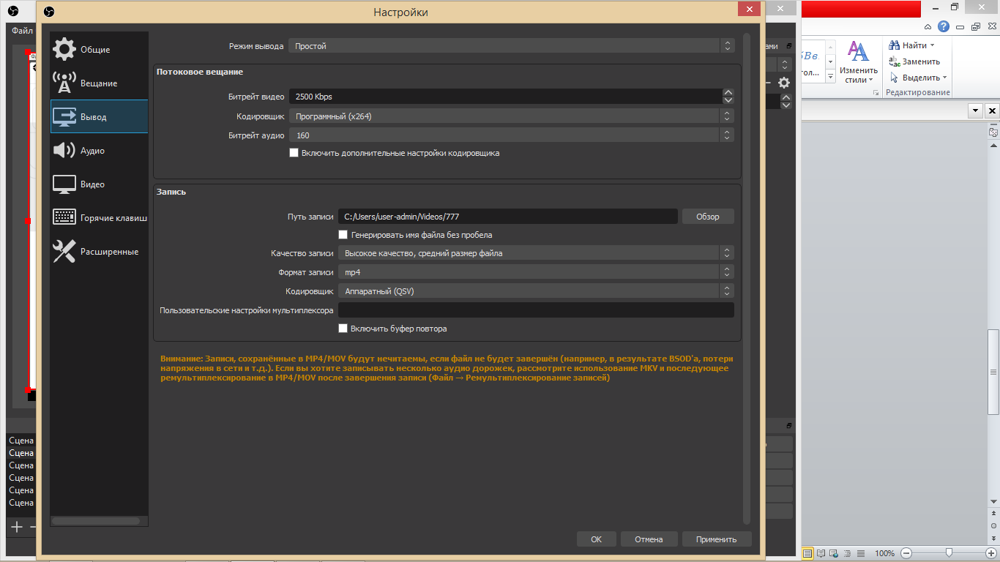 Настройки
Файл
Общие
Вещание
Вывод
Аудио
Видео
Горячие клавиш
Расширенные
Режим вывода
Простой
Потоковое вещание
Битрейт видео
2500 Kbps
Кодировщик
Программный (x264)
Битрейт аудио
160
Включить дополнительные настройки кодировщика
Запись
Путь записи
C:/Users/user-admin/Videos/777
Обзор
Генерировать имя файла без пробела
Качество записи
Высокое качество, средний размер файла
Формат записи
mp4
Кодировщик
Аппаратный (QSV)
Пользовательские настройки мультиплексора
Включить буфер повтора
Внимание: Записи, сохранённые в MP4/MOV будут нечитаемы, если файл не будет завершён (например, в результате BSOD'а, потери
напряжения в сети и т.д.). Если вы хотите записывать несколько аудио дорожек, рассмотрите использование MKV и последующее
ремультиплексирование в MP4/MOV после завершения записи (Файл → Ремультиплексирование записей)
Сцена
Сцена
Сцена
Сцена
Сцена
Сцена
OK
Отмена
Применить
ами
бВв
гол...
Изменить
стили
Найти
Заменить
Выделить
Редактирование
100%